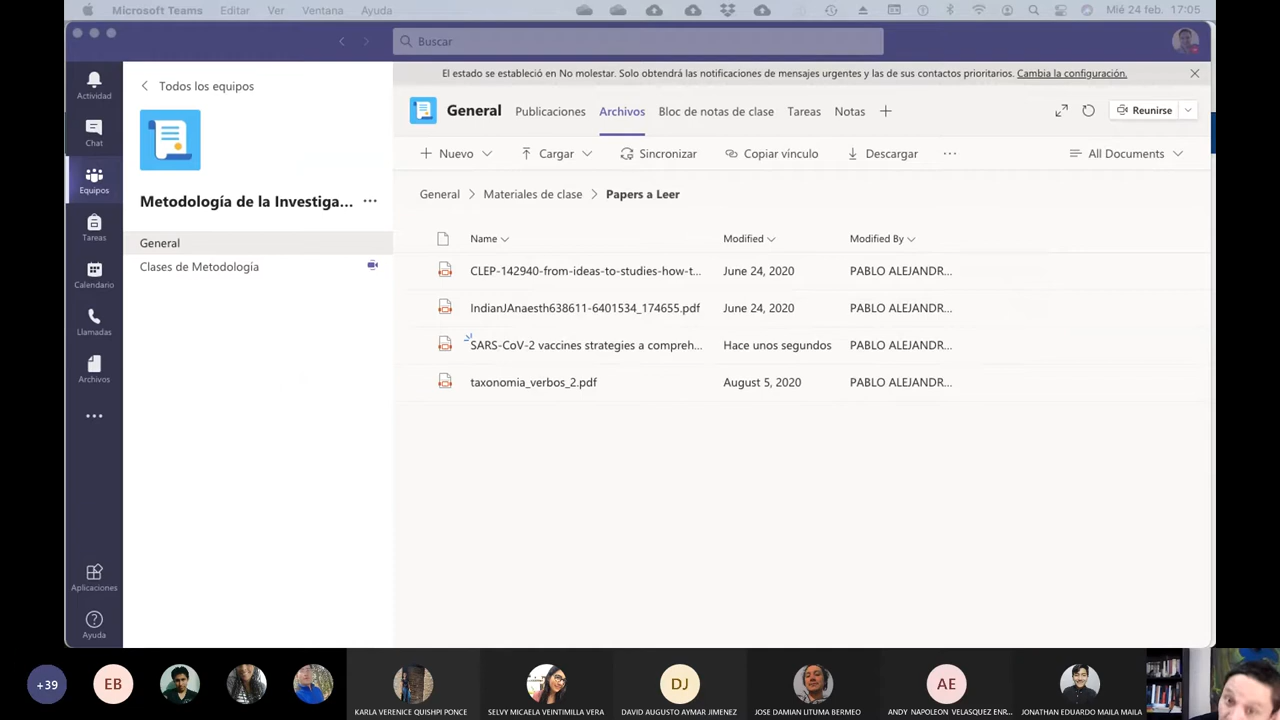 Microsoft Teams Editar Ver Ventana Ayuda Mié 24 feb. 17:05
Buscar
El estado se estableció en No molestar. Solo obtendrá las notificaciones de mensajes urgentes y las de sus contactos prioritarios. Cambia la configuración.
Actividad
Chat
Equipos
Tareas
Calendario
Llamadas
Archivos
Aplicaciones
Ayuda
Todos los equipos
Metodología de la Investiga...
General
Clases de Metodología
General Publicaciones Archivos Bloc de notas de clase Tareas Notas Reunirse
Nuevo Cargar Sincronizar Copiar vínculo Descargar All Documents
General Materiales de clase Papers a Leer
Name Modified Modified By
CLEP-142940-from-ideas-to-studies-how-t... June 24, 2020 PABLO ALEJANDR...
IndianJAnaesth638611-6401534_174655.pdf June 24, 2020 PABLO ALEJANDR...
SARS-CoV-2 vaccines strategies a compreh... Hace unos segundos PABLO ALEJANDR...
taxonomia_verbos_2.pdf August 5, 2020 PABLO ALEJANDR...
+39 EB DJ AE
KARLA VERENICE QUISHPI PONCE SELVY MICAELA VEINTIMILLA VERA DAVID AUGUSTO AYMAR JIMENEZ JOSE DAMIAN LITUMA BERMEO ANDY NAPOLEON VELASQUEZ ENR... JONATHAN EDUARDO MAILA MAILA